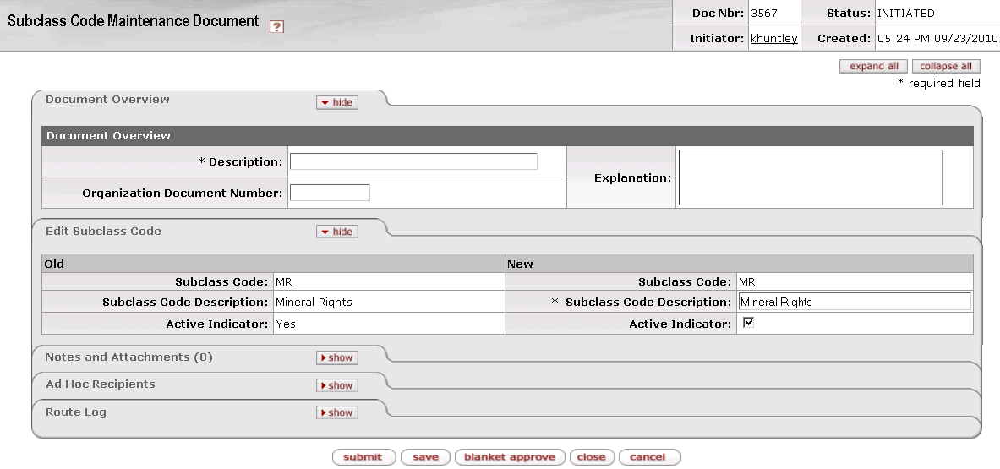 Subclass Code Maintenance Document ?
Doc Nbr: 3567 Status: INITIATED
Initiator: khuntley Created: 05:24 PM 09/23/2010
expand all collapse all
* required field
Document Overview hide
Document Overview
* Description: Explanation:
Organization Document Number:
Edit Subclass Code hide
Old New
Subclass Code: MR Subclass Code: MR
Subclass Code Description: Mineral Rights * Subclass Code Description: Mineral Rights
Active Indicator: Yes Active Indicator:
Notes and Attachments (0) show
Ad Hoc Recipients show
Route Log show
submit save blanket approve close cancel